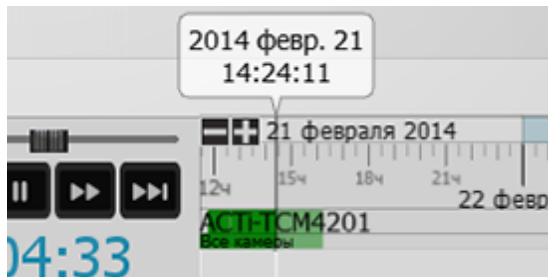 2014 февр. 21
14:24:11
21 февраля 2014
12ч 15ч 18ч 21ч
22 февр
ACTi-TCM4201
Все камеры
04:33